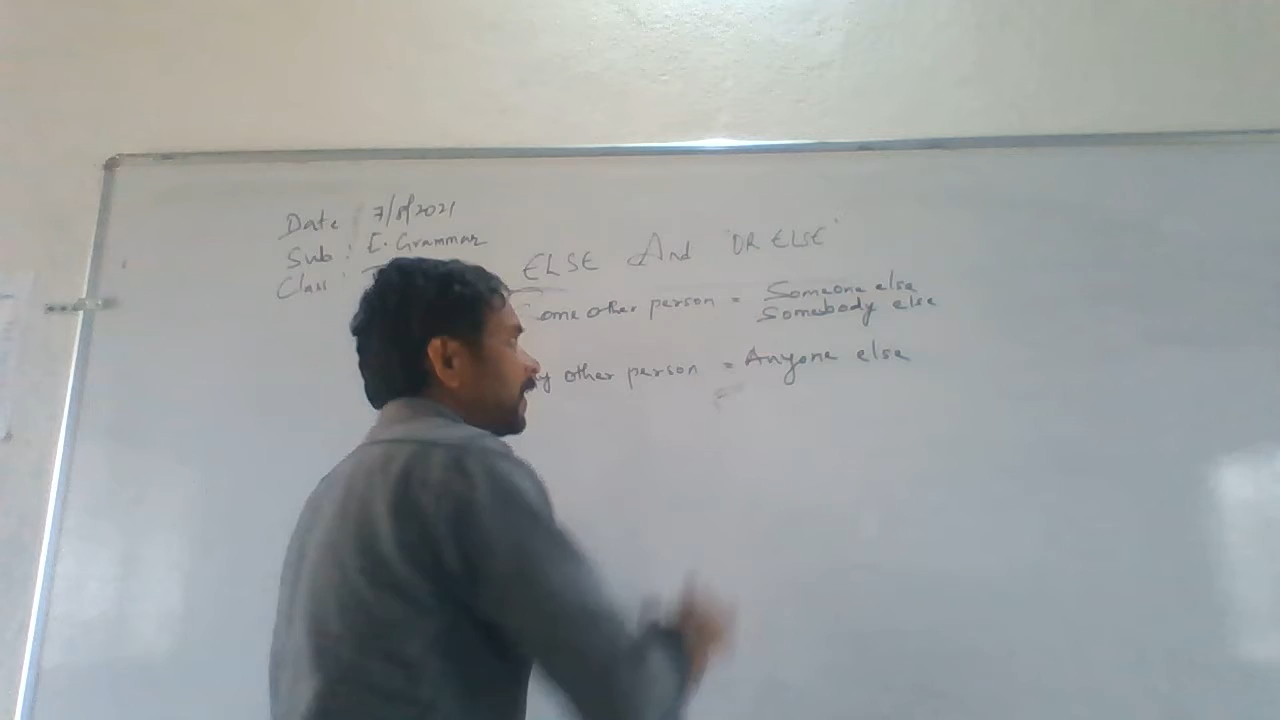 Date 7/8/2021
Sub: E. Grammar
Class:
ELSE And "OR ELSE"
ome other person = Someone else
Somebody else
y other person = Anyone else